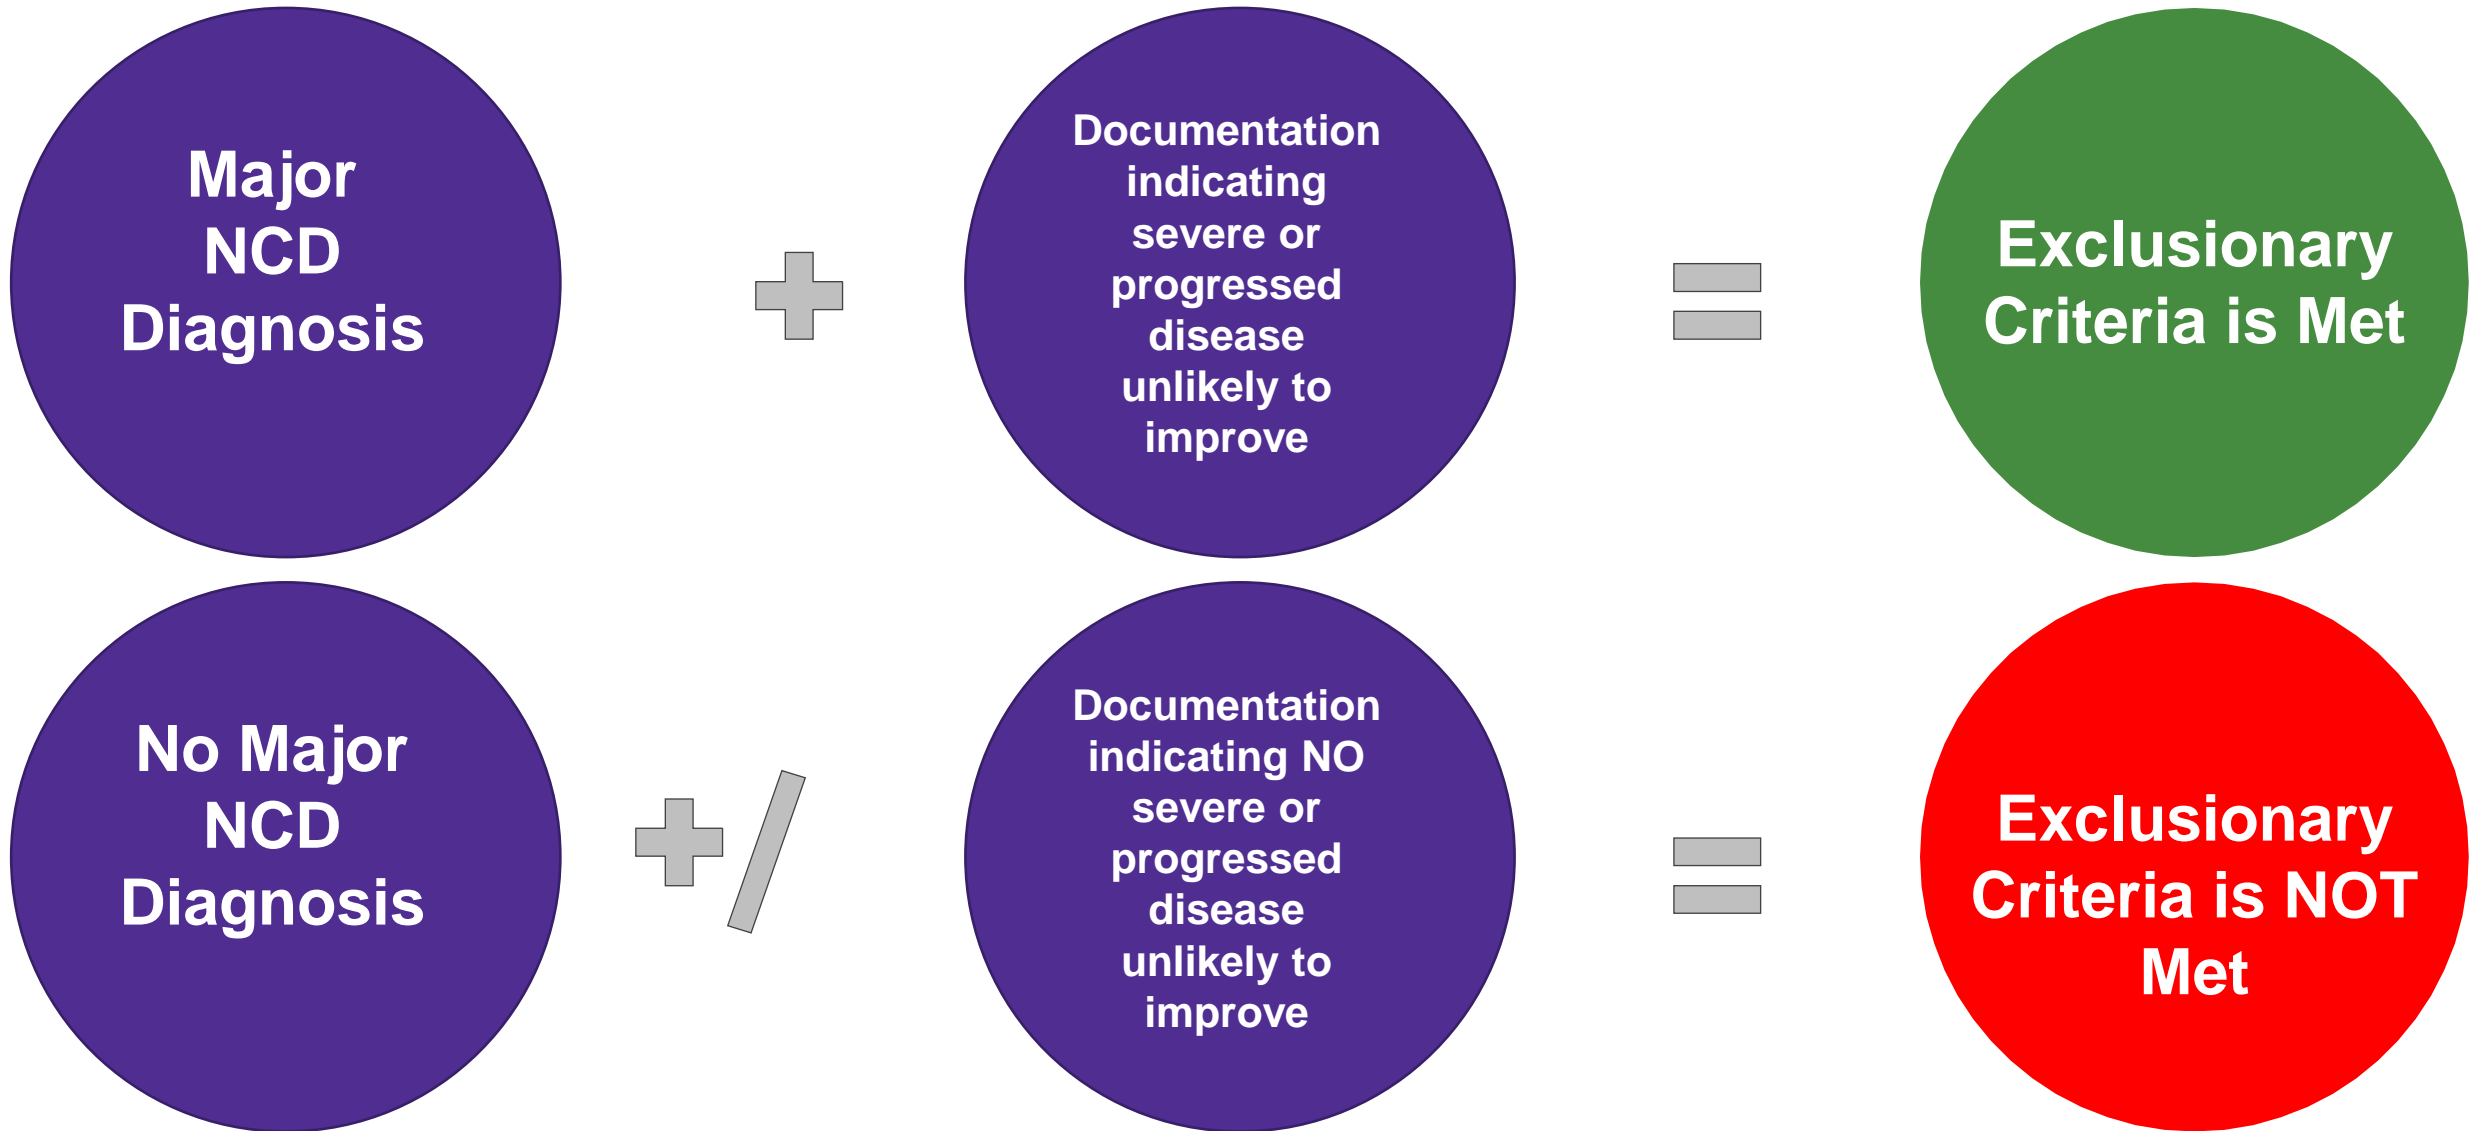 Major
NCD
Diagnosis
Documentation
indicating
severe or
progressed
disease
unlikely to
improve
Exclusionary
Criteria is Met
No Major
NCD
Diagnosis
Documentation
indicating NO
severe or
progressed
disease
unlikely to
improve
Exclusionary
Criteria is NOT
Met